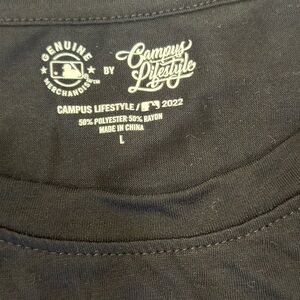 GENUINE
MERCHANDISE
BY
Campus
Lifestyle
CAMPUS LIFESTYLE / 2022
50% POLYESTER 50% RAYON
MADE IN CHINA
L